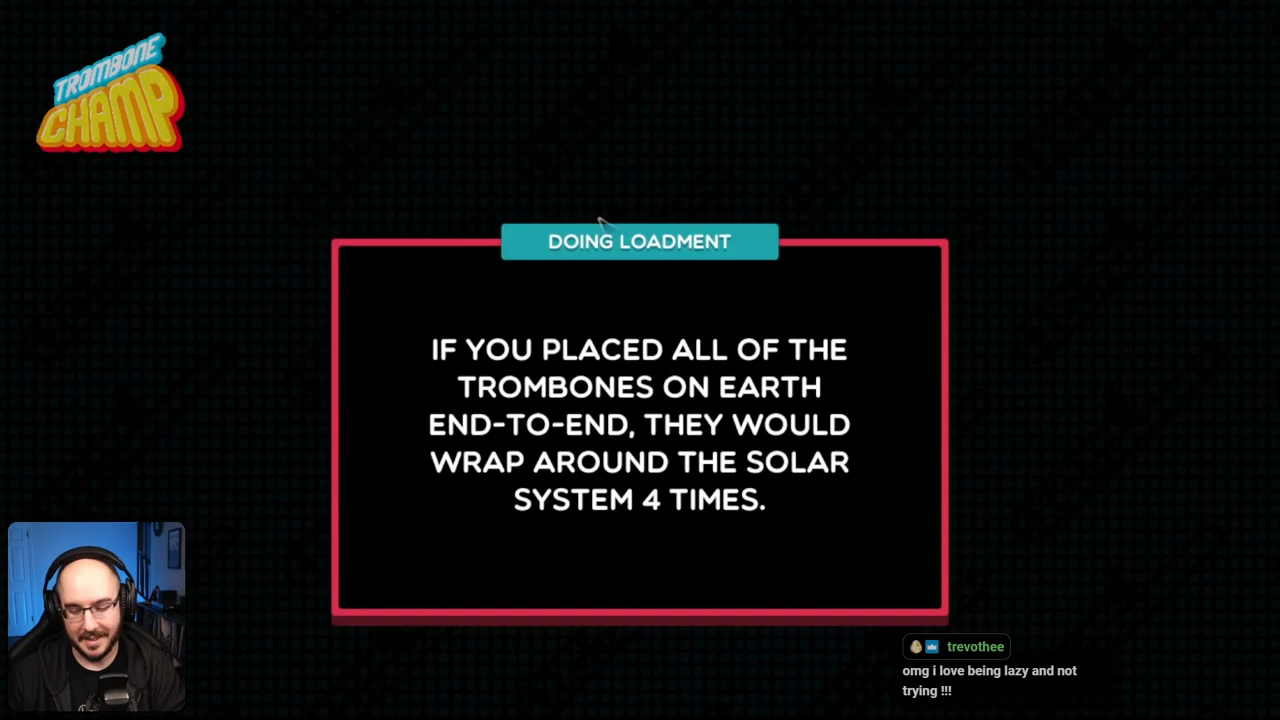 TROMBONE
CHAMP
DOING LOADMENT
IF YOU PLACED ALL OF THE
TROMBONES ON EARTH
END-TO-END, THEY WOULD
WRAP AROUND THE SOLAR
SYSTEM 4 TIMES.
trevothee
omg i love being lazy and not
trying !!!